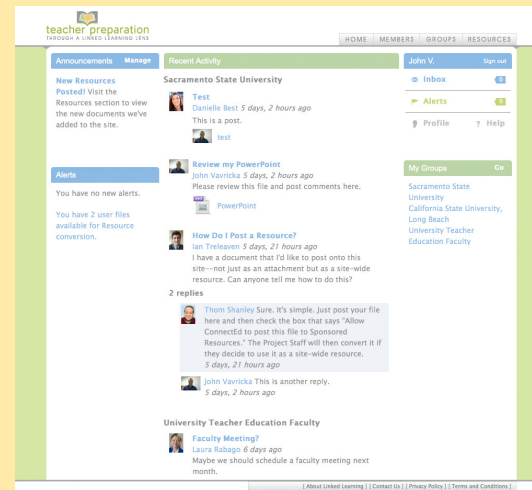 teacher preparation
THROUGH A LINKED LEARNING LENS
HOME MEMBERS GROUPS RESOURCES
Announcements Manage
New Resources
Posted! Visit the
Resources section to view
the new documents we've
added to the site.
Alerts
You have no new alerts.
You have 2 user files
available for Resource
conversion.
Recent Activity
Sacramento State University
Test
Danielle Best 5 days, 2 hours ago
This is a post.
test
Review my PowerPoint
John Vavricka 5 days, 2 hours ago
Please review this file and post comments here.
PowerPoint
How Do I Post a Resource?
Ian Treleaven 5 days, 21 hours ago
I have a document that I'd like to post onto this
site--not just as an attachment but as a site-wide
resource. Can anyone tell me how to do this?
2 replies
Thom Shanley Sure. It's simple. Just post your file
here and then check the box that says "Allow
ConnectEd to post this file to Sponsored
Resources." The Project Staff will then convert it if
they decide to use it as a site-wide resource.
5 days, 21 hours ago
John Vavricka This is another reply.
5 days, 2 hours ago
University Teacher Education Faculty
Faculty Meeting?
Laura Rabago 6 days ago
Maybe we should schedule a faculty meeting next
month.
John V. Sign out
Inbox 0
Alerts 0
Profile ? Help
My Groups Go
Sacramento State
University
California State University,
Long Beach
University Teacher
Education Faculty
[ About Linked Learning ] [ Contact Us ] [ Privacy Policy ] [ Terms and Conditions ]